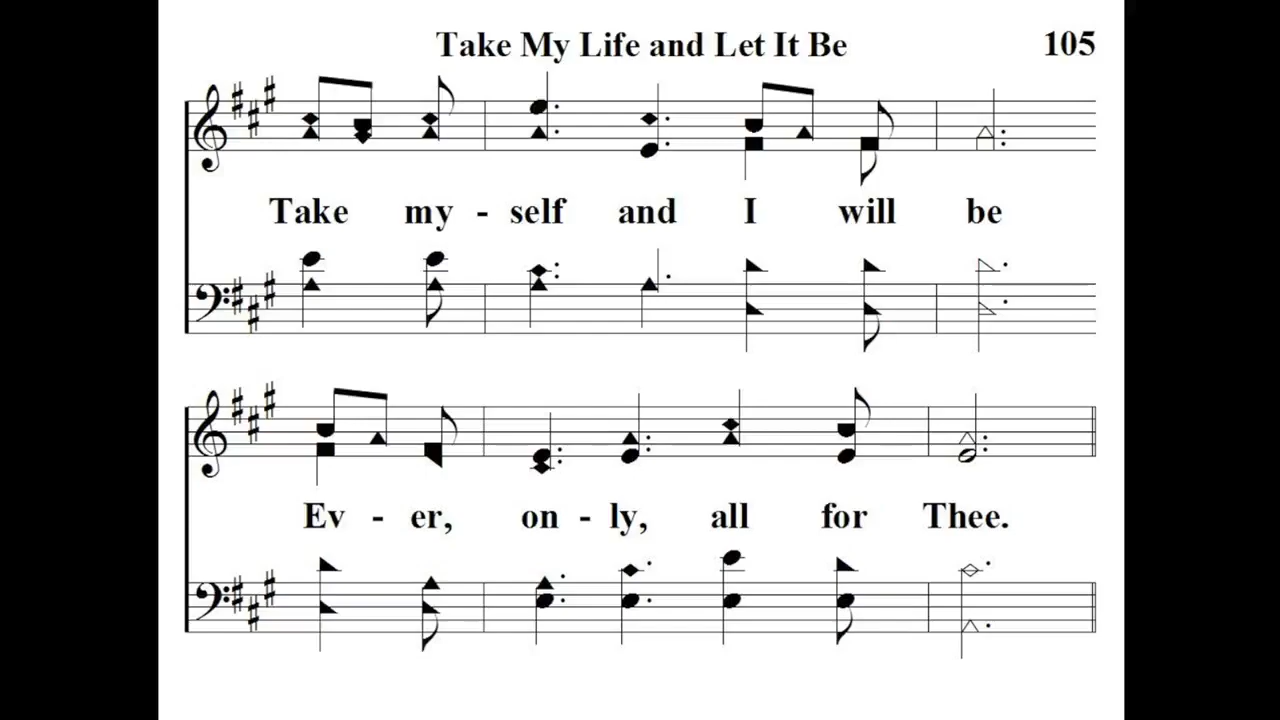 Take My Life and Let It Be 105
Take my - self and I will be
Ev - er, on - ly, all for Thee.